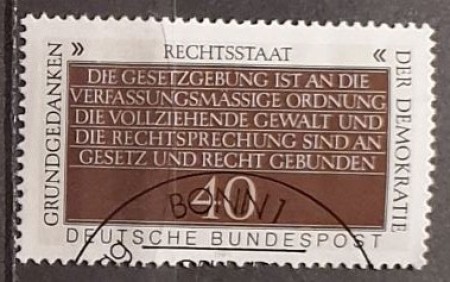 » RECHTSSTAAT «
GRUNDGEDANKEN
DER DEMOKRATIE
DIE GESETZGEBUNG IST AN DIE
VERFASSUNGSMÄSSIGE ORDNUNG
DIE VOLLZIEHENDE GEWALT UND
DIE RECHTSPRECHUNG SIND AN
GESETZ UND RECHT GEBUNDEN
40
BONN 1
DEUTSCHE BUNDESPOST